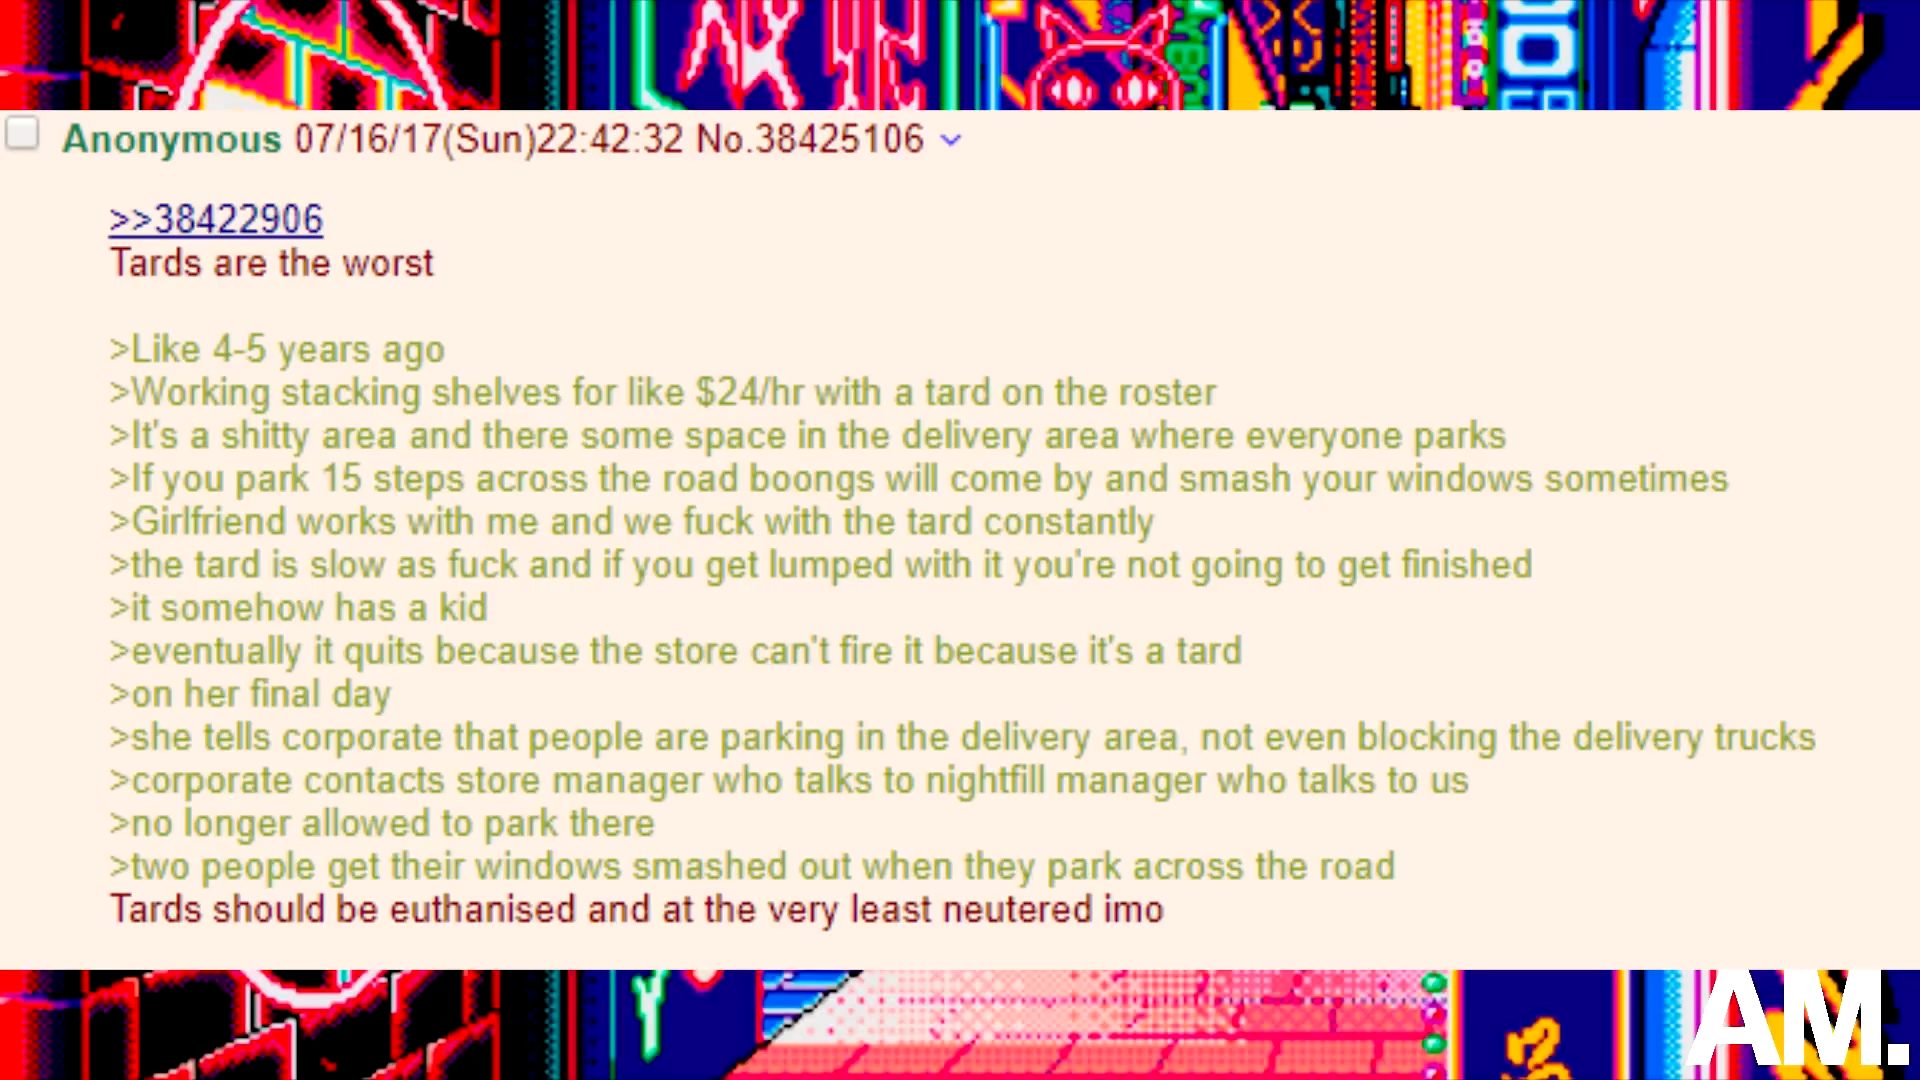 Anonymous 07/16/17(Sun)22:42:32 No.38425106
>>38422906
Tards are the worst
>Like 4-5 years ago
>Working stacking shelves for like $24/hr with a tard on the roster
>It's a shitty area and there some space in the delivery area where everyone parks
>If you park 15 steps across the road boongs will come by and smash your windows sometimes
>Girlfriend works with me and we fuck with the tard constantly
>the tard is slow as fuck and if you get lumped with it you're not going to get finished
>it somehow has a kid
>eventually it quits because the store can't fire it because it's a tard
>on her final day
>she tells corporate that people are parking in the delivery area, not even blocking the delivery trucks
>corporate contacts store manager who talks to nightfill manager who talks to us
>no longer allowed to park there
>two people get their windows smashed out when they park across the road
Tards should be euthanised and at the very least neutered imo
AM.